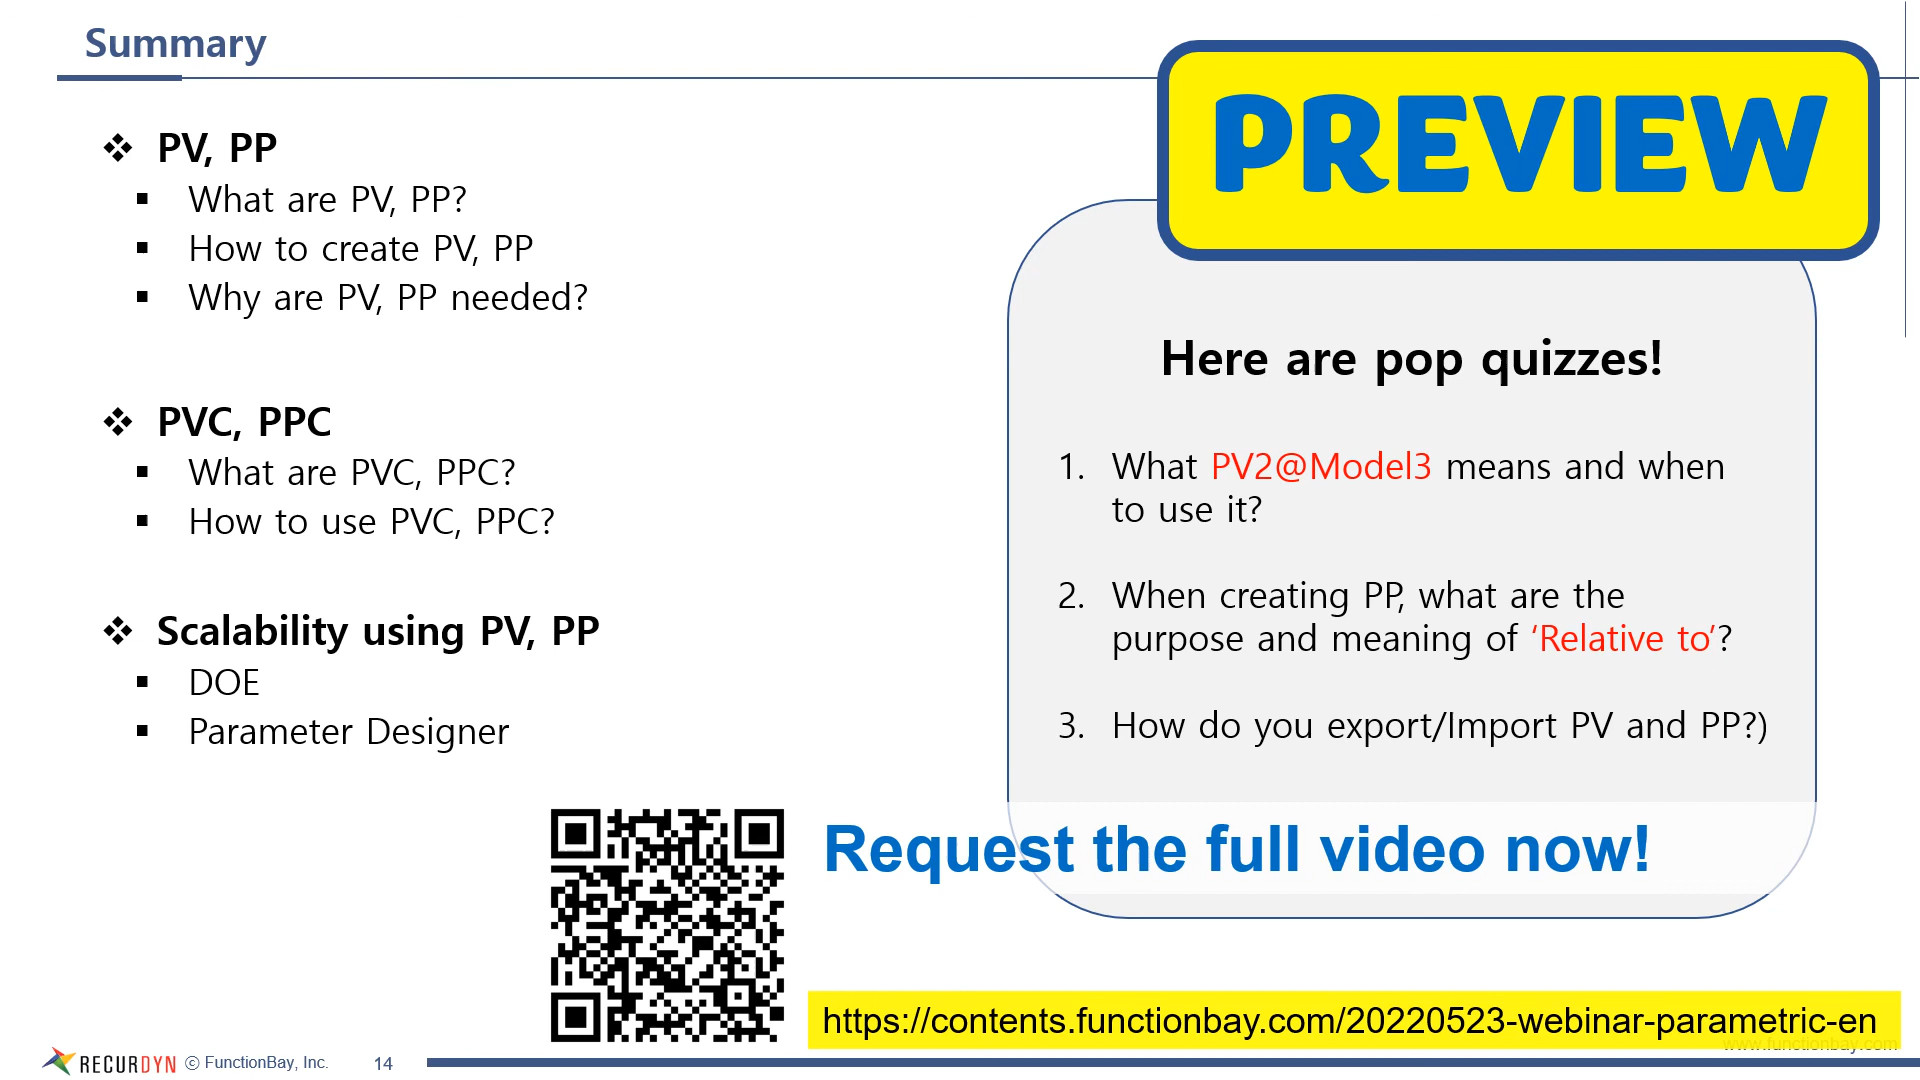 Summary
PREVIEW
PV, PP
What are PV, PP?
How to create PV, PP
Why are PV, PP needed?
PVC, PPC
What are PVC, PPC?
How to use PVC, PPC?
Scalability using PV, PP
DOE
Parameter Designer
Here are pop quizzes!
1. What PV2@Model3 means and when
to use it?
2. When creating PP, what are the
purpose and meaning of ‘Relative to’?
3. How do you export/Import PV and PP?)
Request the full video now!
https://contents.functionbay.com/20220523-webinar-parametric-en
www.functionbay.com
RECURDYN © FunctionBay, Inc. 14